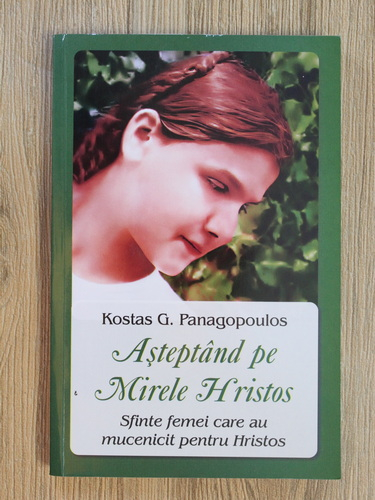 Kostas G. Panagopoulos
Așteptând pe
Mirele Hristos
Sfinte femei care au
mucenicit pentru Hristos